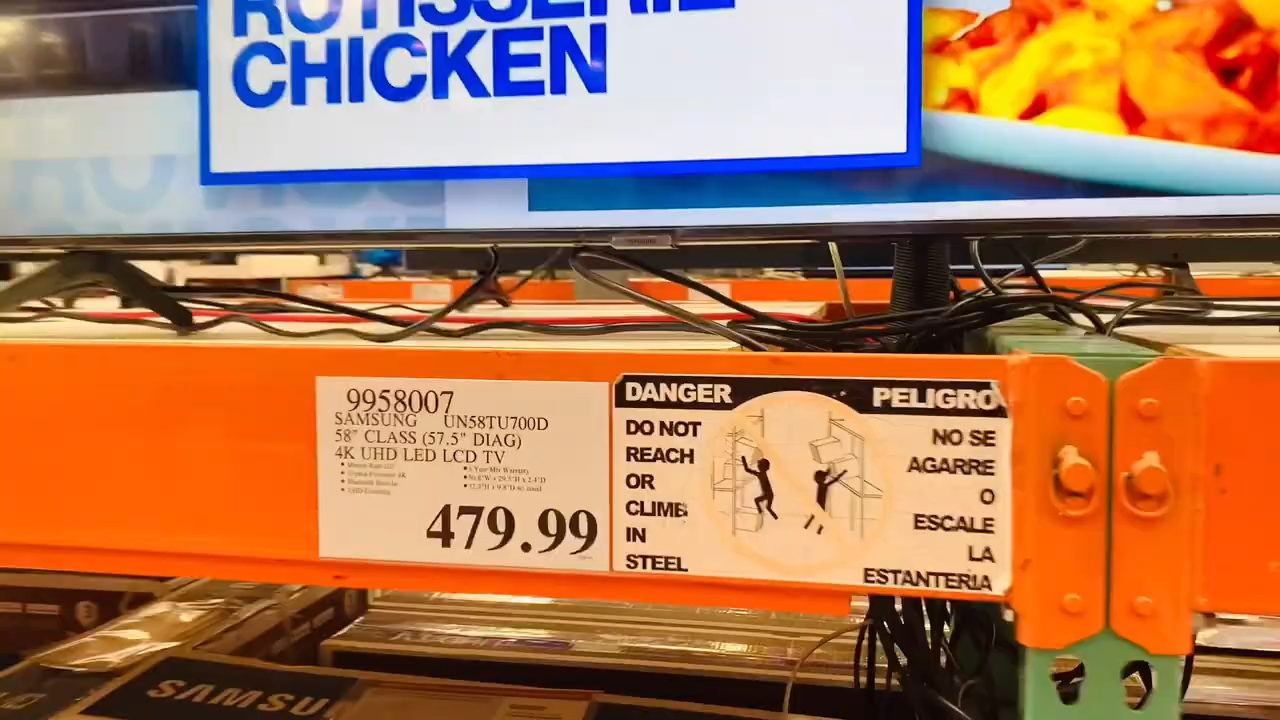 ROTISSERIE
CHICKEN
9958007
SAMSUNG UN58TU700D
58" CLASS (57.5" DIAG)
4K UHD LED LCD TV
479.99
DANGER
DO NOT
REACH
OR
CLIMB
IN
STEEL
PELIGRO
NO SE
AGARRE
O
ESCALE
LA
ESTANTERIA
SAMSU